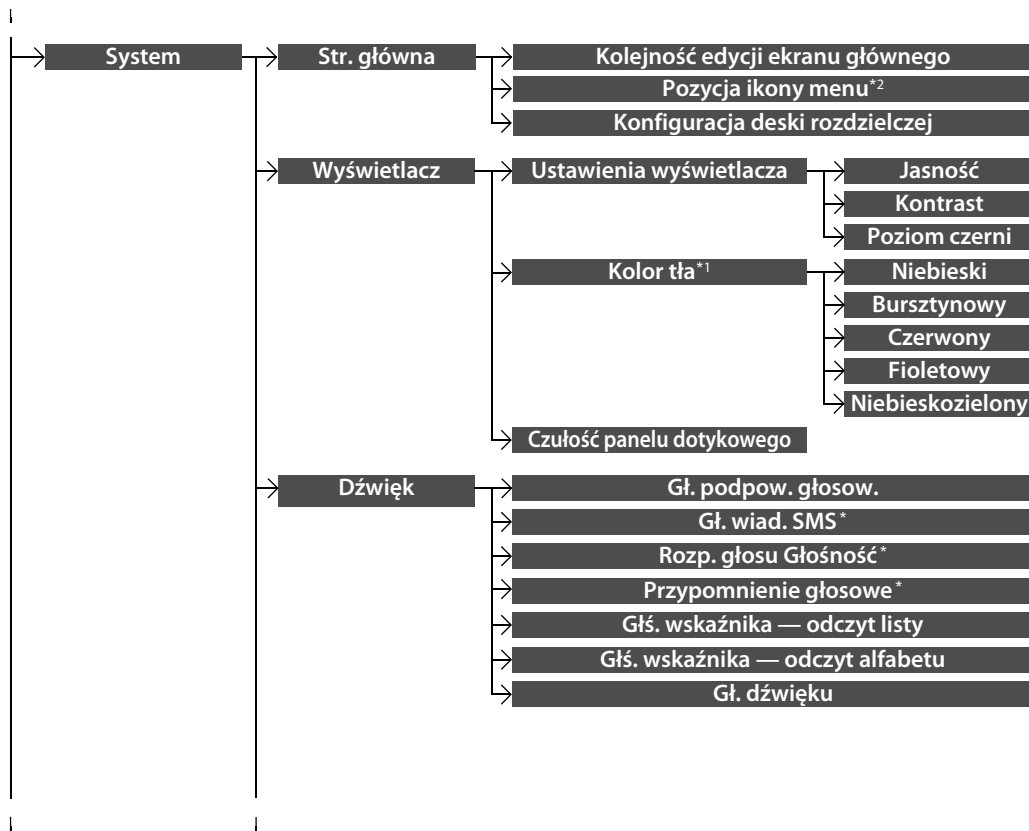 System
Str. główna
Kolejność edycji ekranu głównego
Pozycja ikony menu*2
Konfiguracja deski rozdzielczej
Wyświetlacz
Ustawienia wyświetlacza
Jasność
Kontrast
Poziom czerni
Kolor tła*1
Niebieski
Bursztynowy
Czerwony
Fioletowy
Niebieskozielony
Czułość panelu dotykowego
Dźwięk
Gł. podpow. głosow.
Gł. wiad. SMS*
Rozp. głosu Głośność*
Przypomnienie głosowe*
Głś. wskaźnika — odczyt listy
Głś. wskaźnika — odczyt alfabetu
Gł. dźwięku